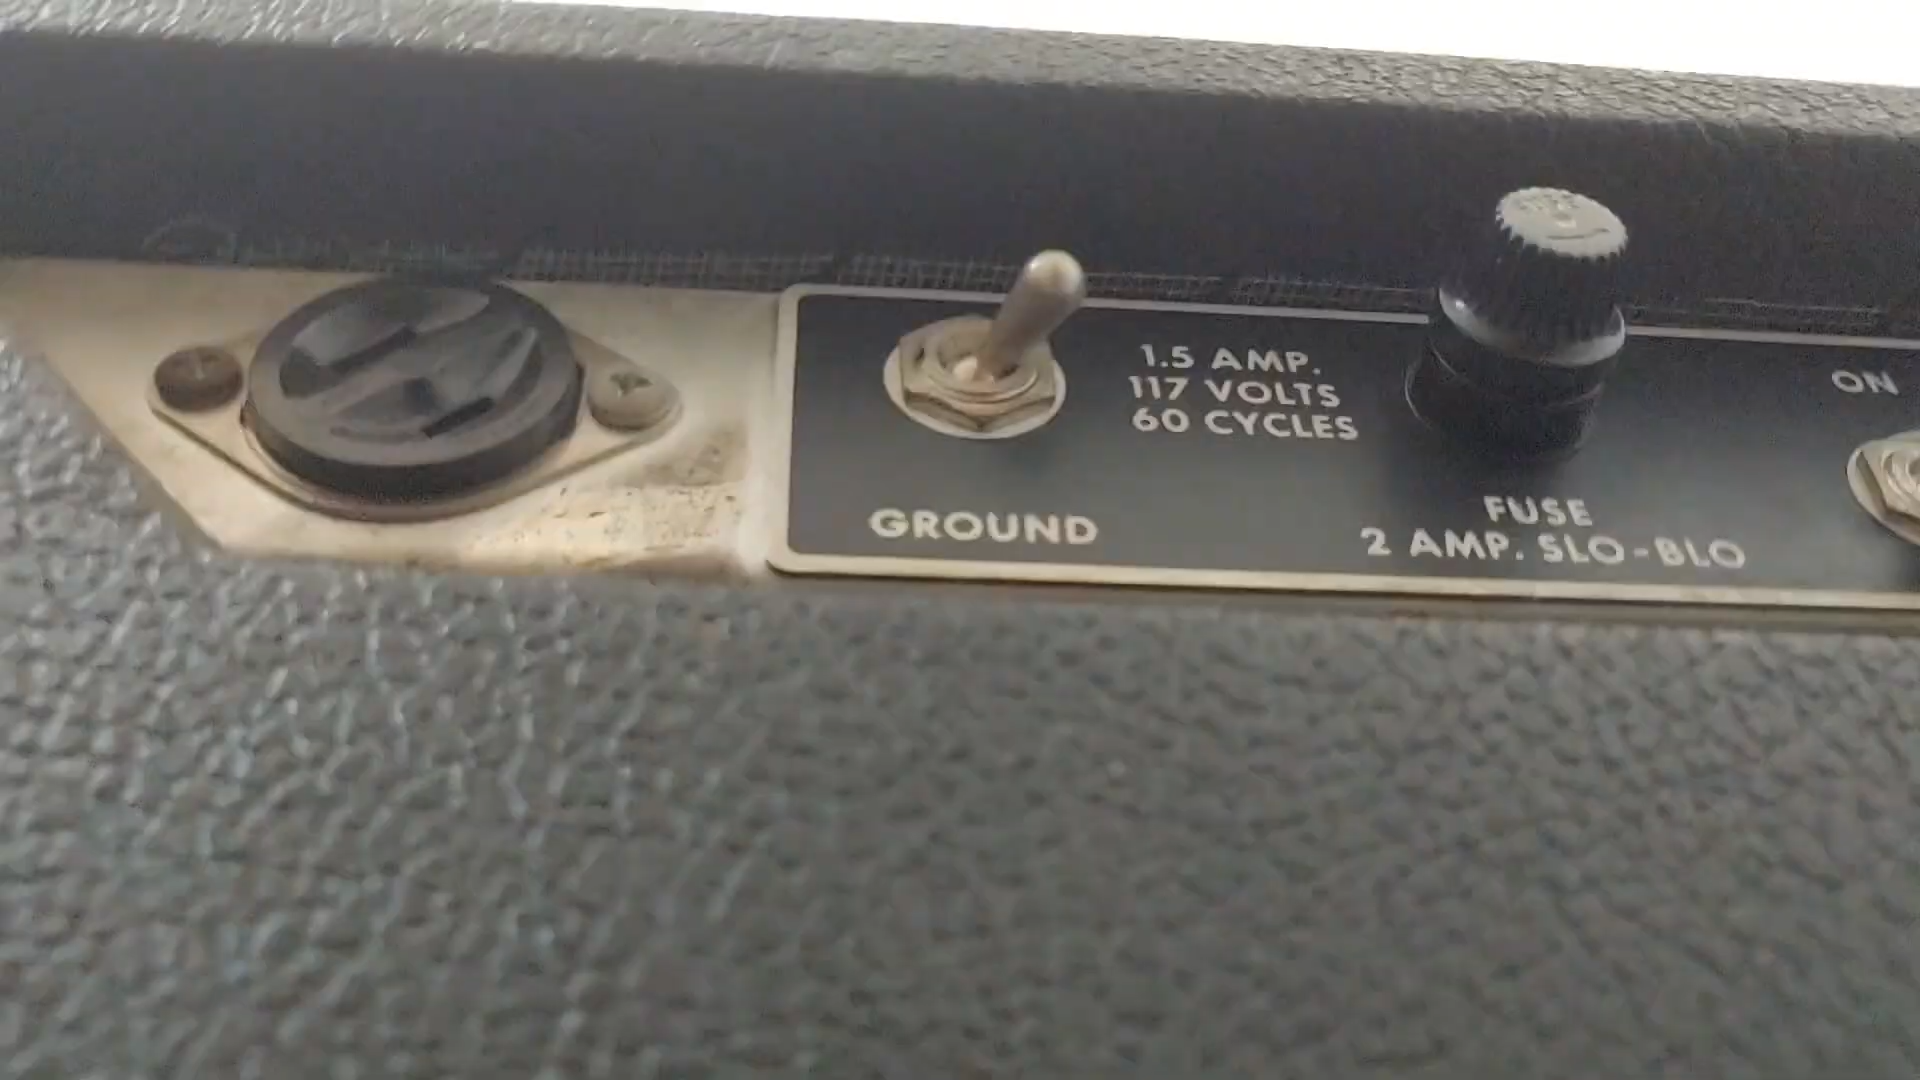 1.5 AMP.
117 VOLTS
60 CYCLES
ON
GROUND
FUSE
2 AMP. SLO-BLO